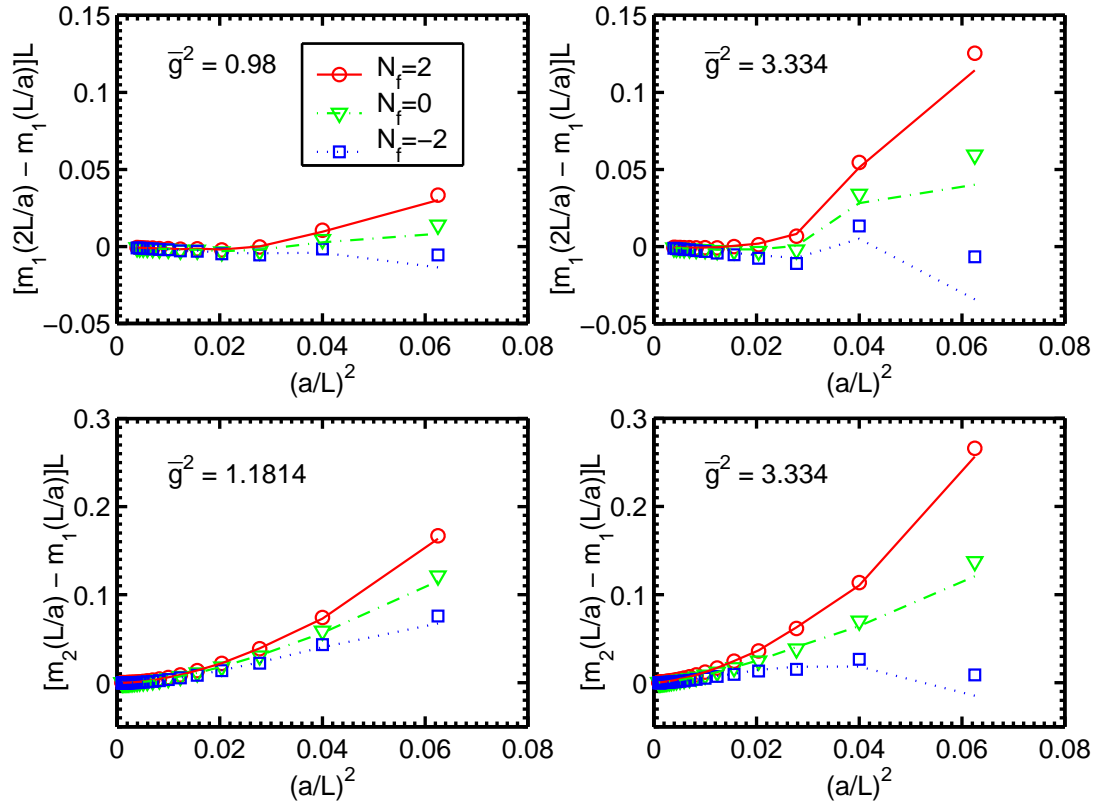 [m_1(2L/a) − m_1(L/a)]L
0.15
0.1
0.05
0
−0.05
g̅^2 = 0.98
N_f=2
N_f=0
N_f=−2
0 0.02 0.04 0.06 0.08
(a/L)^2
[m_1(2L/a) − m_1(L/a)]L
0.15
0.1
0.05
0
−0.05
g̅^2 = 3.334
0 0.02 0.04 0.06 0.08
(a/L)^2
[m_2(L/a) − m_1(L/a)]L
0.3
0.2
0.1
0
g̅^2 = 1.1814
0 0.02 0.04 0.06 0.08
(a/L)^2
[m_2(L/a) − m_1(L/a)]L
0.3
0.2
0.1
0
g̅^2 = 3.334
0 0.02 0.04 0.06 0.08
(a/L)^2